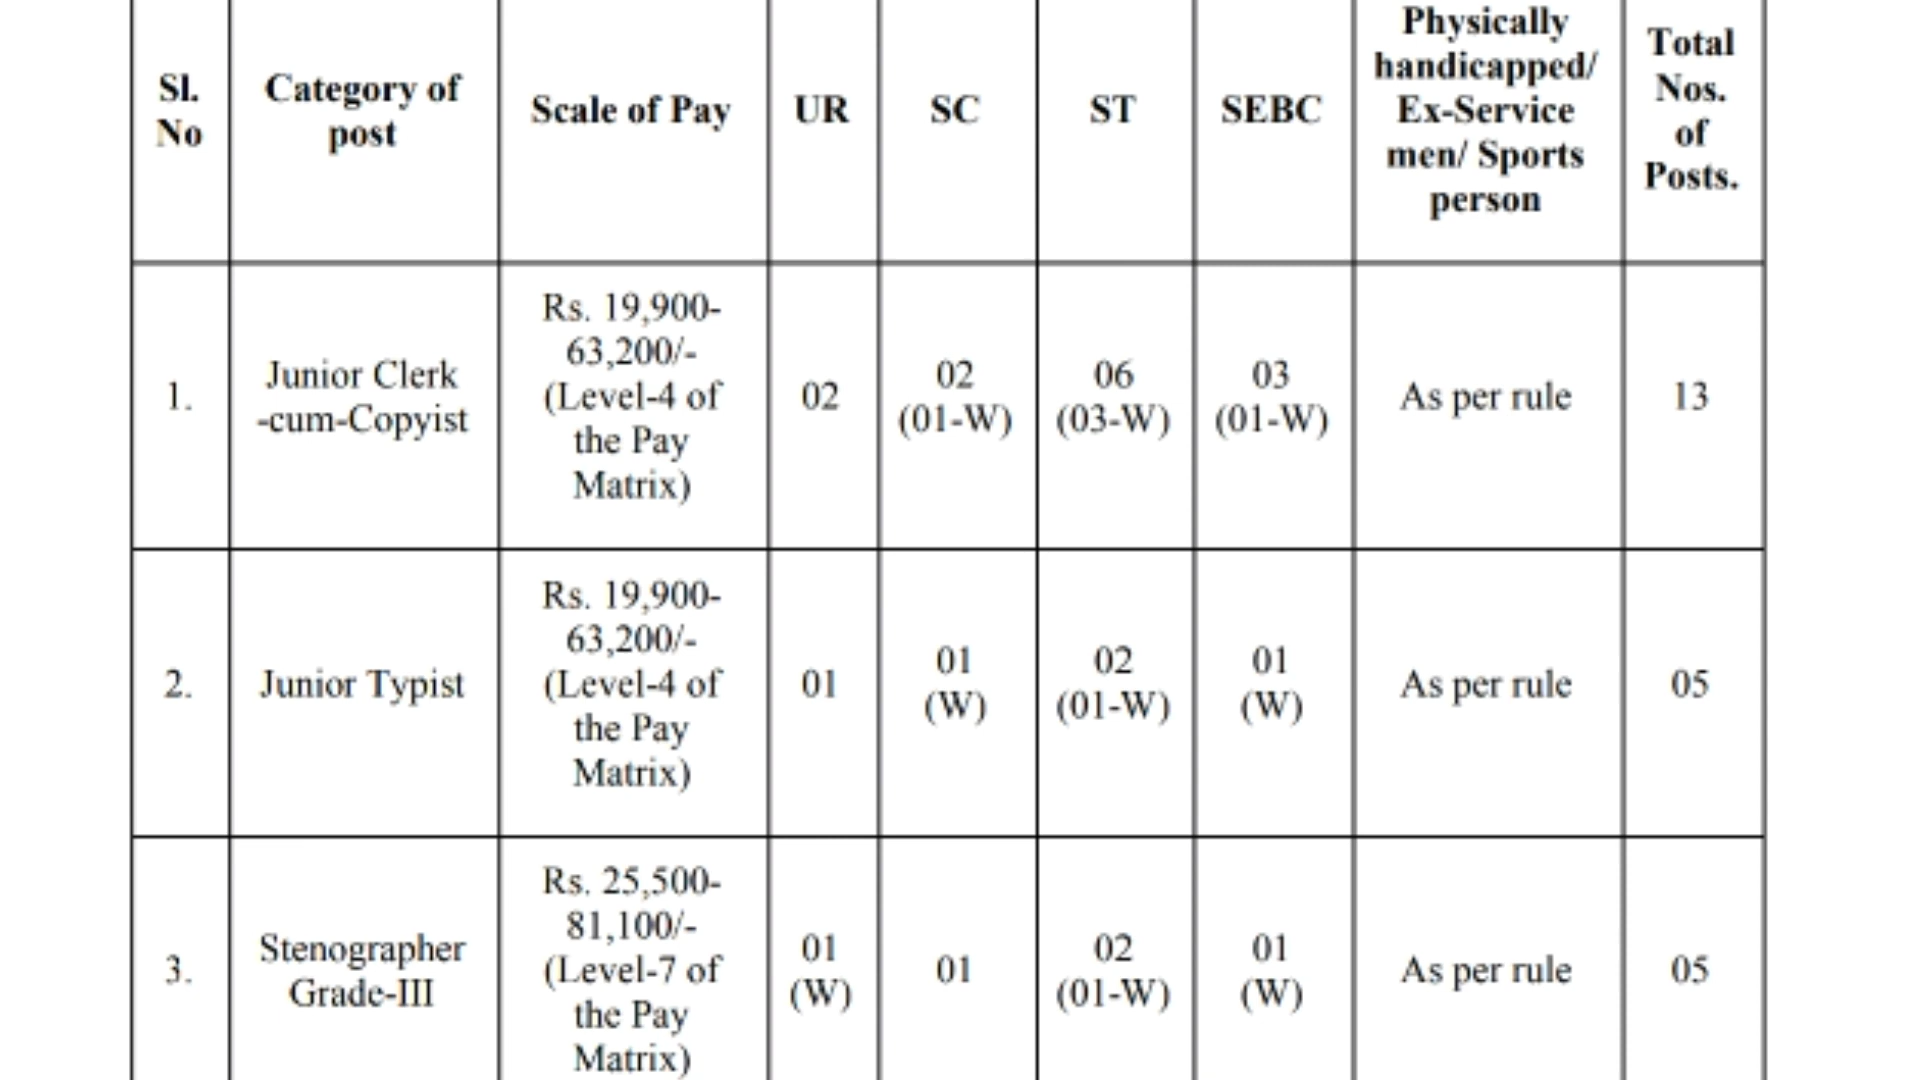 Sl.
No
Category of
post
Scale of Pay
UR
SC
ST
SEBC
Physically
handicapped/
Ex-Service
men/ Sports
person
Total
Nos.
of
Posts.
1.
Junior Clerk
-cum-Copyist
Rs. 19,900-
63,200/-
(Level-4 of
the Pay
Matrix)
02
02
(01-W)
06
(03-W)
03
(01-W)
As per rule
13
2.
Junior Typist
Rs. 19,900-
63,200/-
(Level-4 of
the Pay
Matrix)
01
01
(W)
02
(01-W)
01
(W)
As per rule
05
3.
Stenographer
Grade-III
Rs. 25,500-
81,100/-
(Level-7 of
the Pay
Matrix)
01
(W)
01
02
(01-W)
01
(W)
As per rule
05